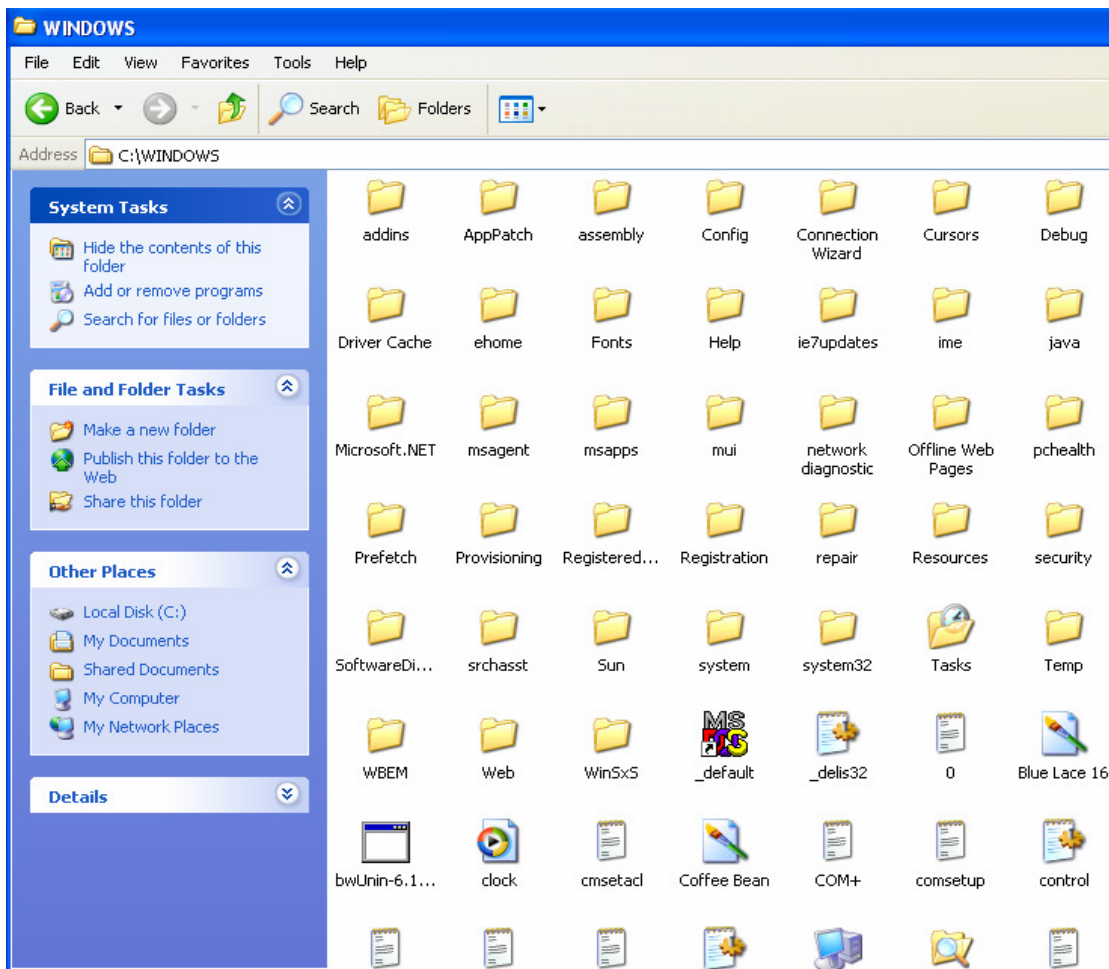 WINDOWS
File Edit View Favorites Tools Help
Back Search Folders
Address C:\WINDOWS
System Tasks
Hide the contents of this
folder
Add or remove programs
Search for files or folders
File and Folder Tasks
Make a new folder
Publish this folder to the
Web
Share this folder
Other Places
Local Disk (C:)
My Documents
Shared Documents
My Computer
My Network Places
Details
addins AppPatch assembly Config Connection Cursors Debug
Wizard
Driver Cache ehome Fonts Help ie7updates ime java
Microsoft.NET msagent msapps mui network Offline Web pchealth
diagnostic Pages
Prefetch Provisioning Registered... Registration repair Resources security
SoftwareDi... srchasst Sun system system32 Tasks Temp
MS
WBEM Web WinSxS _default _delis32 0 Blue Lace 16
bwUnin-6.1... clock cmsetacl Coffee Bean COM+ comsetup control